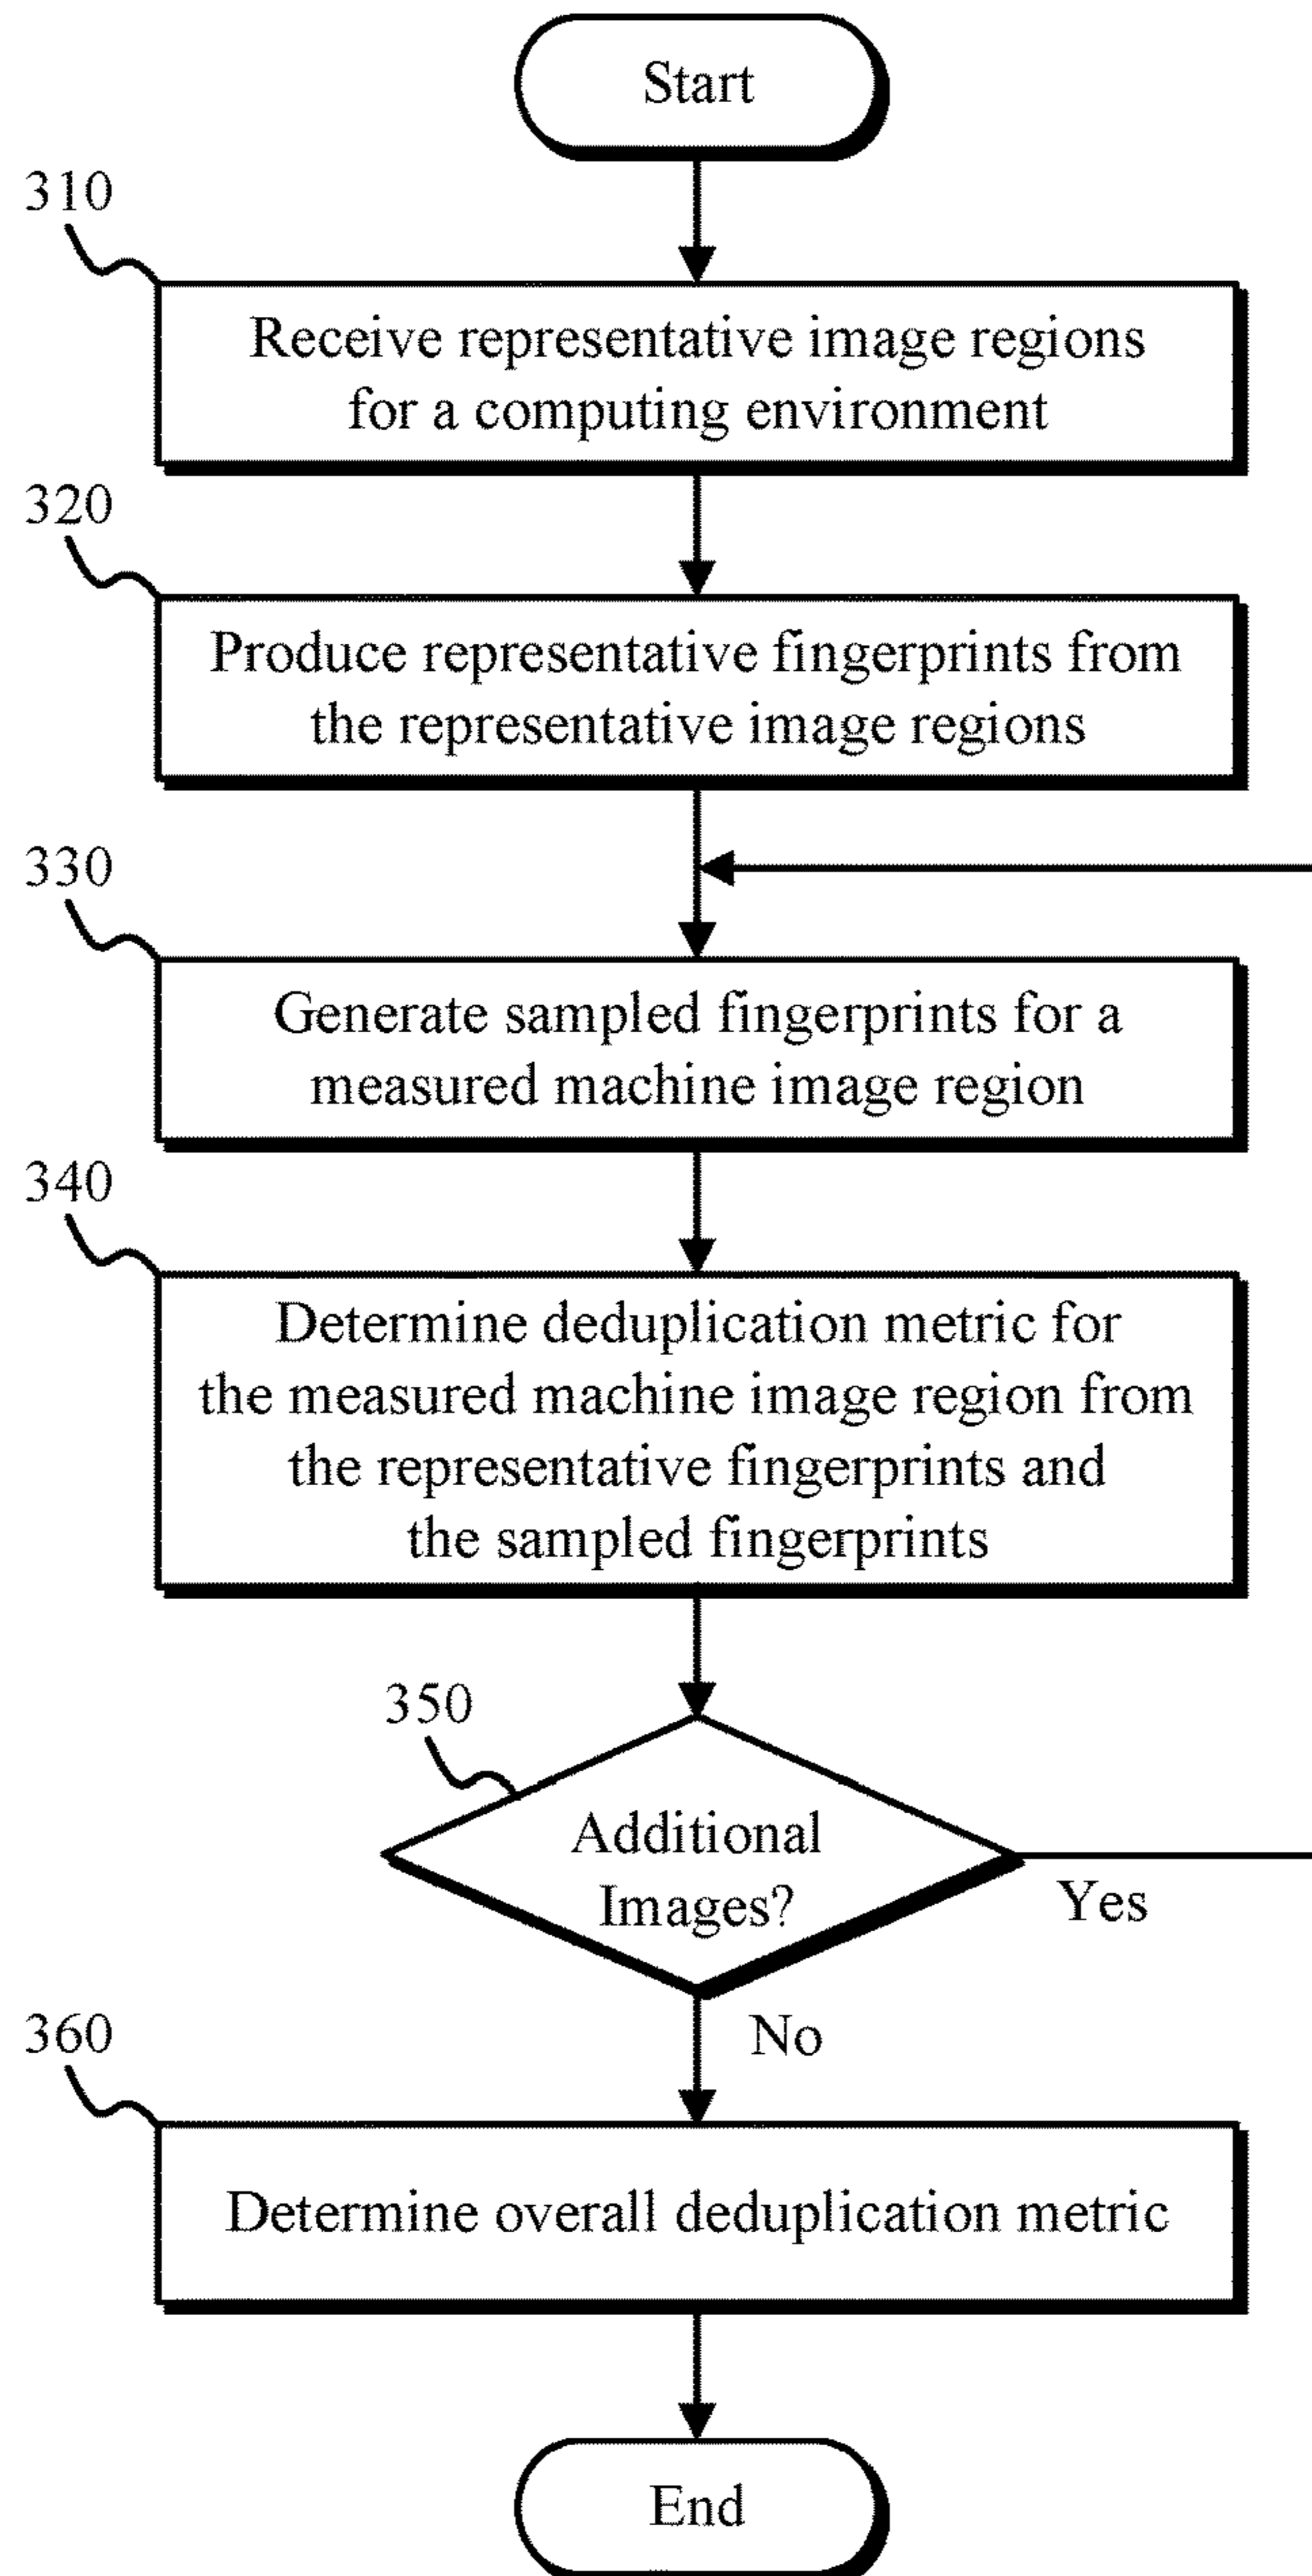 Start
310
Receive representative image regions
for a computing environment
320
Produce representative fingerprints from
the representative image regions
330
Generate sampled fingerprints for a
measured machine image region
340
Determine deduplication metric for
the measured machine image region from
the representative fingerprints and
the sampled fingerprints
350
Additional
Images?
Yes
No
360
Determine overall deduplication metric
End